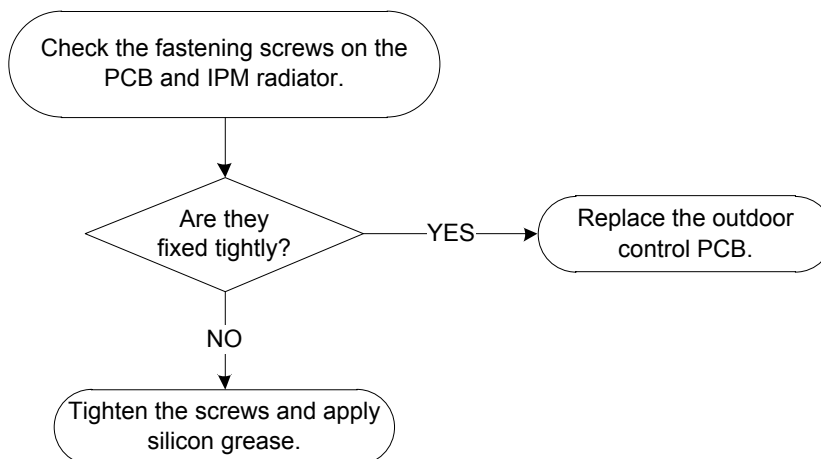 Check the fastening screws on the
PCB and IPM radiator.
Are they
fixed tightly?
YES
Replace the outdoor
control PCB.
NO
Tighten the screws and apply
silicon grease.